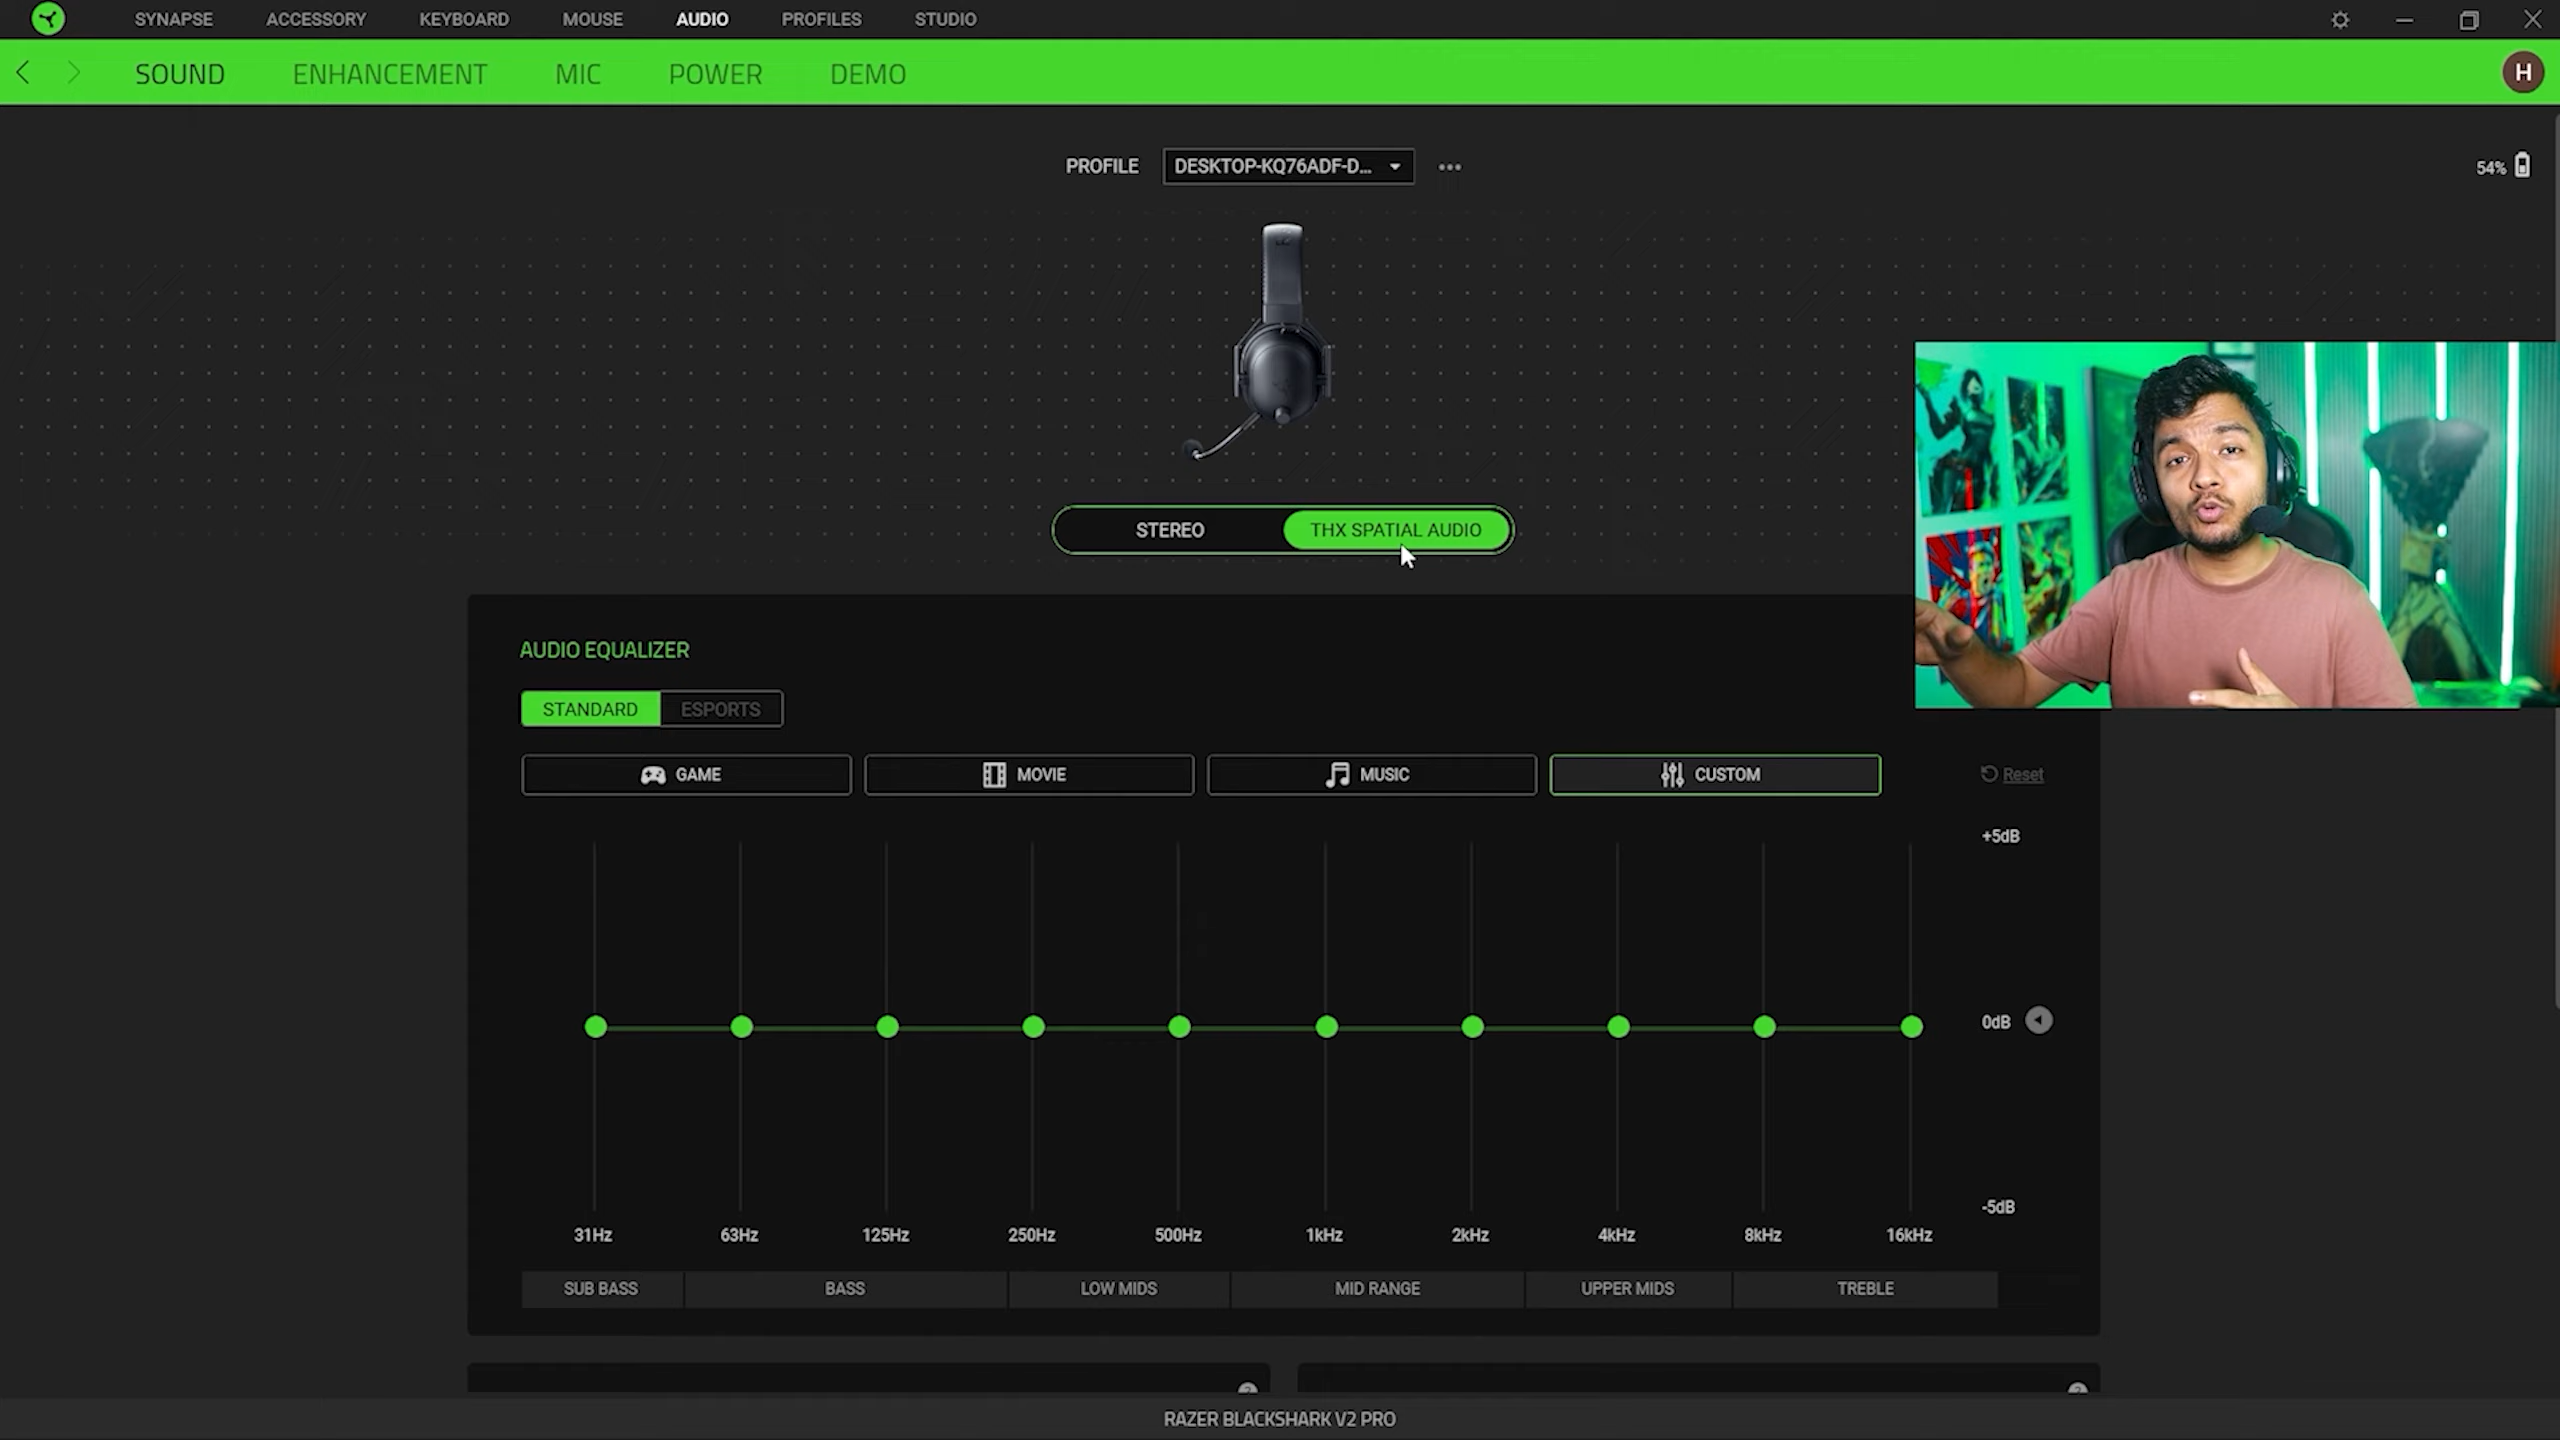 SYNAPSE ACCESSORY KEYBOARD MOUSE AUDIO PROFILES STUDIO
SOUND ENHANCEMENT MIC POWER DEMO
H
PROFILE DESKTOP-KQ76ADF-D...
54%
STEREO THX SPATIAL AUDIO
AUDIO EQUALIZER
STANDARD ESPORTS
GAME MOVIE MUSIC CUSTOM Reset
+5dB
0dB
-5dB
31Hz 63Hz 125Hz 250Hz 500Hz 1kHz 2kHz 4kHz 8kHz 16kHz
SUB BASS BASS LOW MIDS MID RANGE UPPER MIDS TREBLE
? ?
RAZER BLACKSHARK V2 PRO